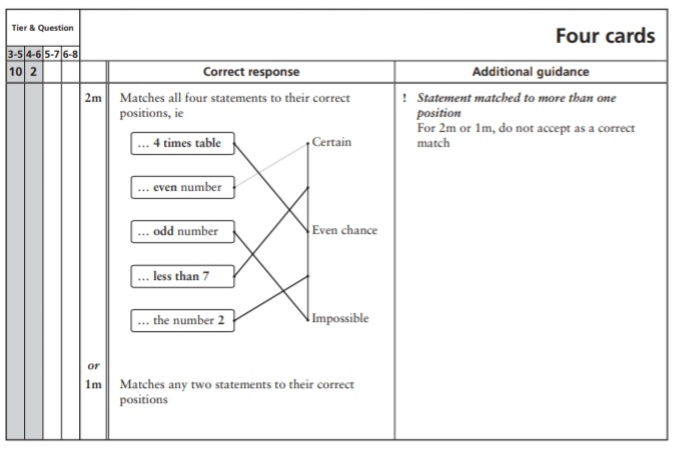 Tier & Question
Four cards
3-5 4-6 5-7 6-8
10 2
Correct response
Additional guidance
2m
Matches all four statements to their correct
positions, ie
... 4 times table
... even number
... odd number
... less than 7
... the number 2
Certain
Even chance
Impossible
! Statement matched to more than one
position
For 2m or 1m, do not accept as a correct
match
or
1m
Matches any two statements to their correct
positions